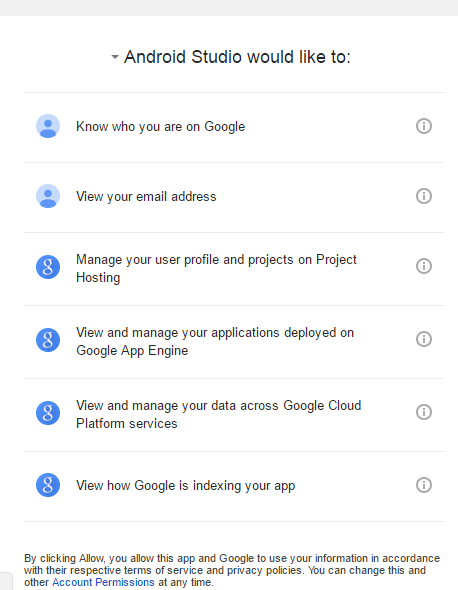 Android Studio would like to:
Know who you are on Google
View your email address
Manage your user profile and projects on Project
Hosting
View and manage your applications deployed on
Google App Engine
View and manage your data across Google Cloud
Platform services
View how Google is indexing your app
By clicking Allow, you allow this app and Google to use your information in accordance
with their respective terms of service and privacy policies. You can change this and
other Account Permissions at any time.